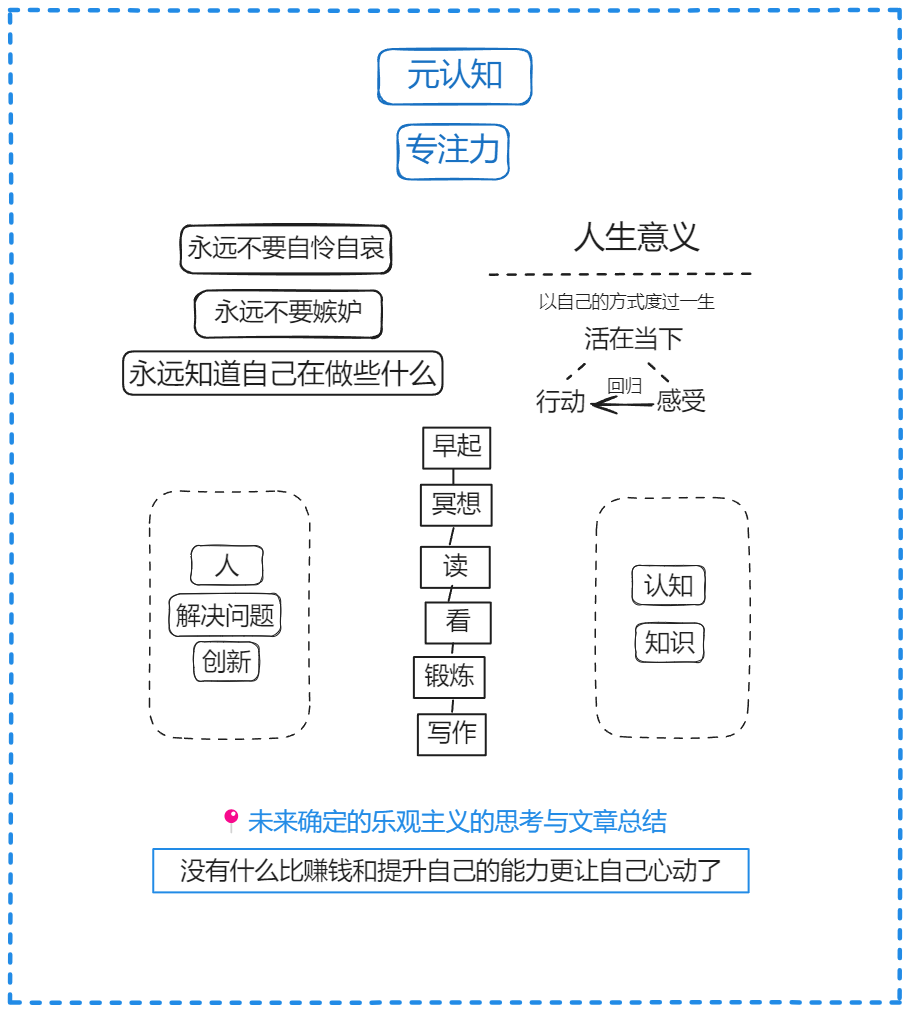 元认知
专注力
永远不要自怜自哀
永远不要嫉妒
永远知道自己在做些什么
人生意义
以自己的方式度过一生
活在当下
回归
行动
感受
早起
冥想
读
看
锻炼
写作
人
解决问题
创新
认知
知识
未来确定的乐观主义的思考与文章总结
没有什么比赚钱和提升自己的能力更让自己心动了